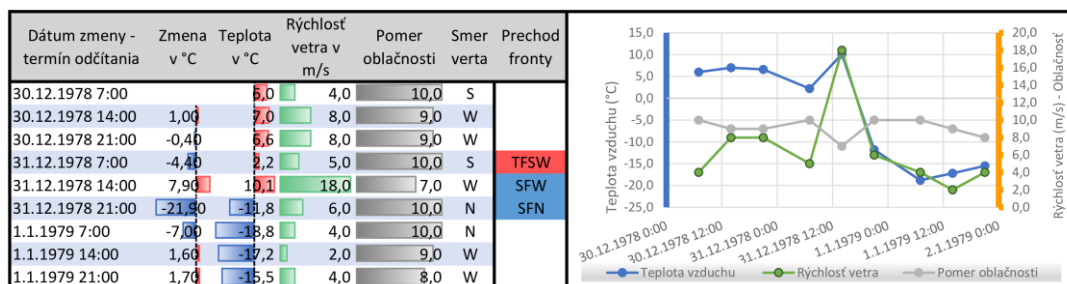 Dátum zmeny - termín odčítania Zmena v °C Teplota v °C Rýchlosť vetra v m/s Pomer oblačnosti Smer verta Prechod fronty
30.12.1978 7:00 6,0 4,0 10,0 S
30.12.1978 14:00 1,00 7,0 8,0 9,0 W
30.12.1978 21:00 -0,40 6,6 8,0 9,0 W
31.12.1978 7:00 -4,40 2,2 5,0 10,0 S TFSW
31.12.1978 14:00 7,90 10,1 18,0 7,0 W SFW
31.12.1978 21:00 -21,90 -11,8 6,0 10,0 N SFN
1.1.1979 7:00 -7,00 -18,8 4,0 10,0 N
1.1.1979 14:00 1,60 -17,2 2,0 9,0 W
1.1.1979 21:00 1,70 -15,5 4,0 8,0 W
Teplota vzduchu (°C)
15,0
10,0
5,0
0,0
-5,0
-10,0
-15,0
-20,0
-25,0
20,0
18,0
16,0
14,0
12,0
10,0
8,0
6,0
4,0
2,0
0,0
Rýchlosť vetra (m/s) - Oblačnosť
30.12.1978 0:00
30.12.1978 12:00
31.12.1978 0:00
31.12.1978 12:00
1.1.1979 0:00
1.1.1979 12:00
2.1.1979 0:00
Teplota vzduchu Rýchlosť vetra Pomer oblačnosti